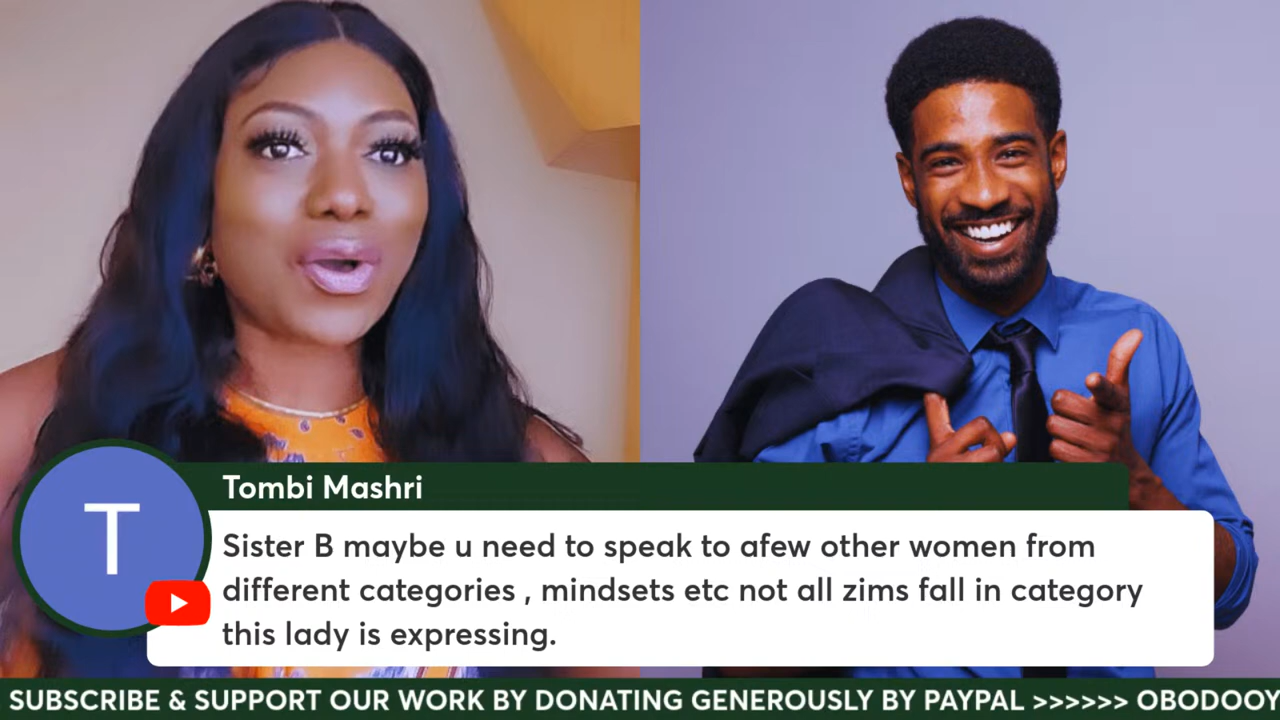 T
Tombi Mashri
Sister B maybe u need to speak to afew other women from
different categories , mindsets etc not all zims fall in category
this lady is expressing.
SUBSCRIBE & SUPPORT OUR WORK BY DONATING GENEROUSLY BY PAYPAL >>>>>> OBODOOY